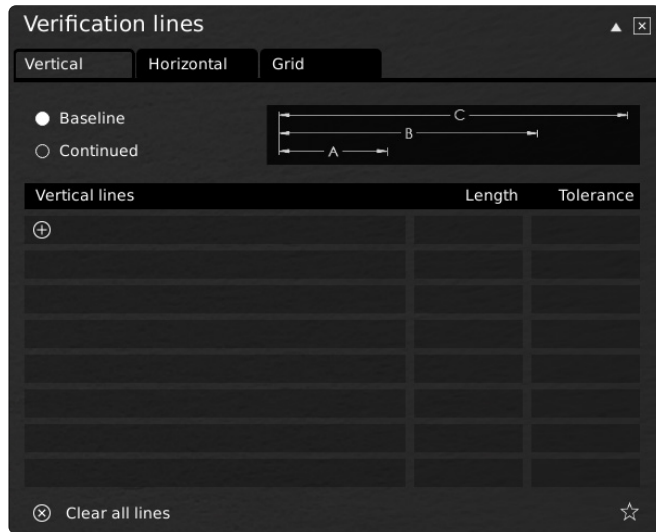 Verification lines
Vertical Horizontal Grid
Baseline
Continued
C
B
A
Vertical lines Length Tolerance
Clear all lines